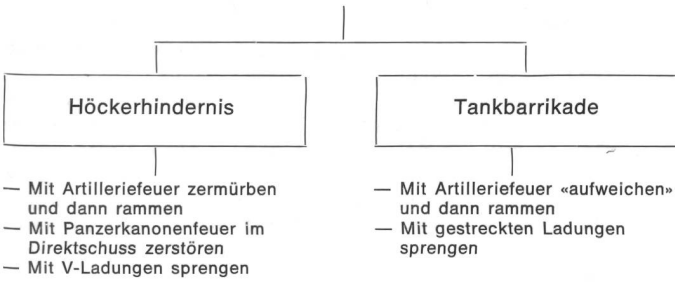 Höckerhindernis
— Mit Artilleriefeuer zermürben
und dann rammen
— Mit Panzerkanonenfeuer im
Direktschuss zerstören
— Mit V-Ladungen sprengen
Tankbarrikade
— Mit Artilleriefeuer «aufweichen»
und dann rammen
— Mit gestreckten Ladungen
sprengen